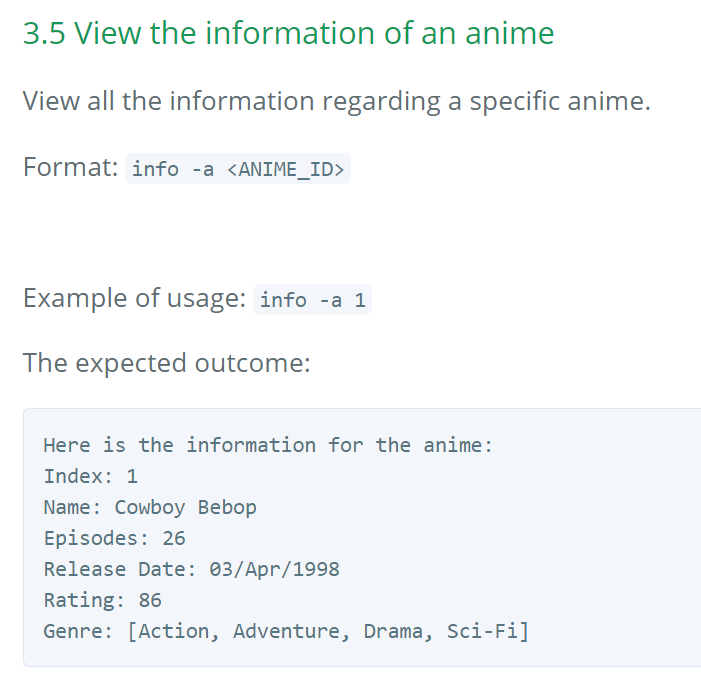 3.5 View the information of an anime
View all the information regarding a specific anime.
Format: info -a <ANIME_ID>
Example of usage: info -a 1
The expected outcome:
Here is the information for the anime:
Index: 1
Name: Cowboy Bebop
Episodes: 26
Release Date: 03/Apr/1998
Rating: 86
Genre: [Action, Adventure, Drama, Sci-Fi]